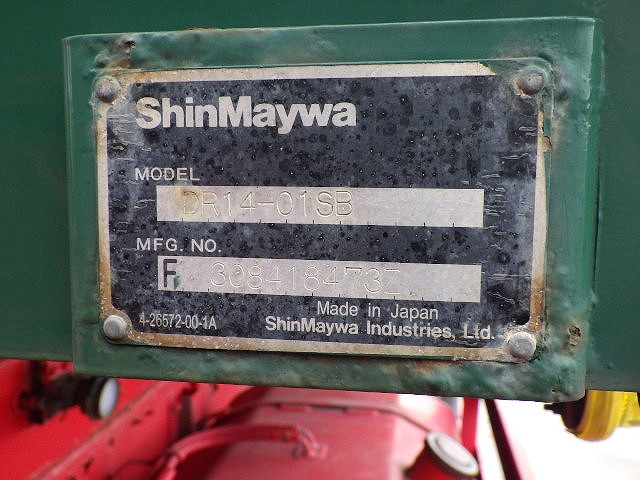 ShinMaywa
MODEL
DR14-01SB
MFG. NO.
F 308418473Z
Made in Japan
4-26572-00-1A
ShinMaywa Industries, Ltd.